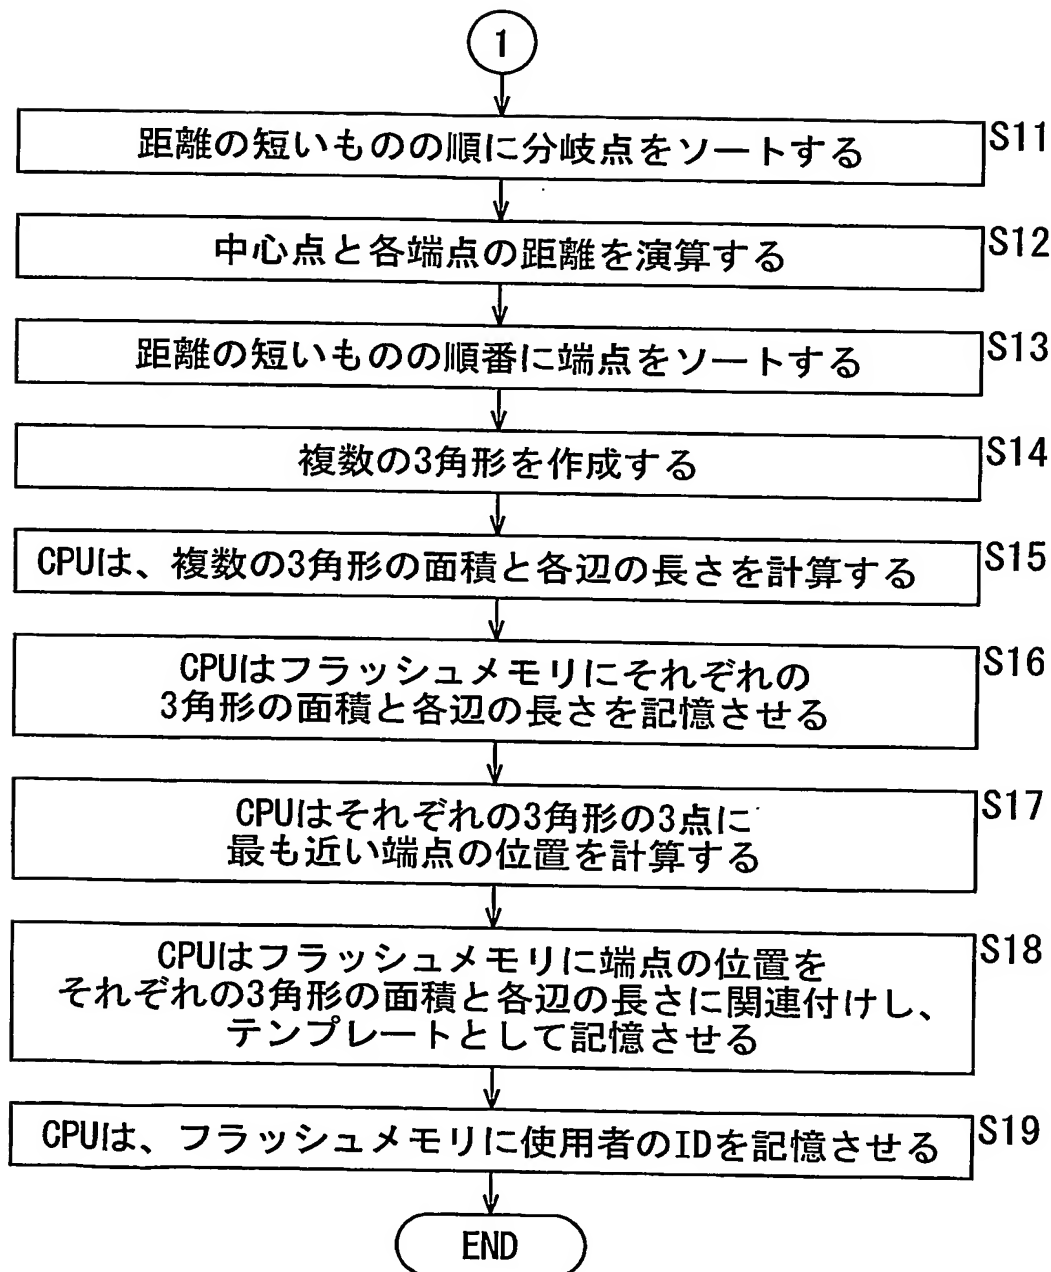 1
距離の短いものの順に分岐点をソートする
S11
中心点と各端点の距離を演算する
S12
距離の短いものの順番に端点をソートする
S13
複数の3角形を作成する
S14
CPUは、複数の3角形の面積と各辺の長さを計算する
S15
CPUはフラッシュメモリにそれぞれの
3角形の面積と各辺の長さを記憶させる
S16
CPUはそれぞれの3角形の3点に
最も近い端点の位置を計算する
S17
CPUはフラッシュメモリに端点の位置を
それぞれの3角形の面積と各辺の長さに関連付けし、
テンプレートとして記憶させる
S18
CPUは、フラッシュメモリに使用者のIDを記憶させる
S19
END